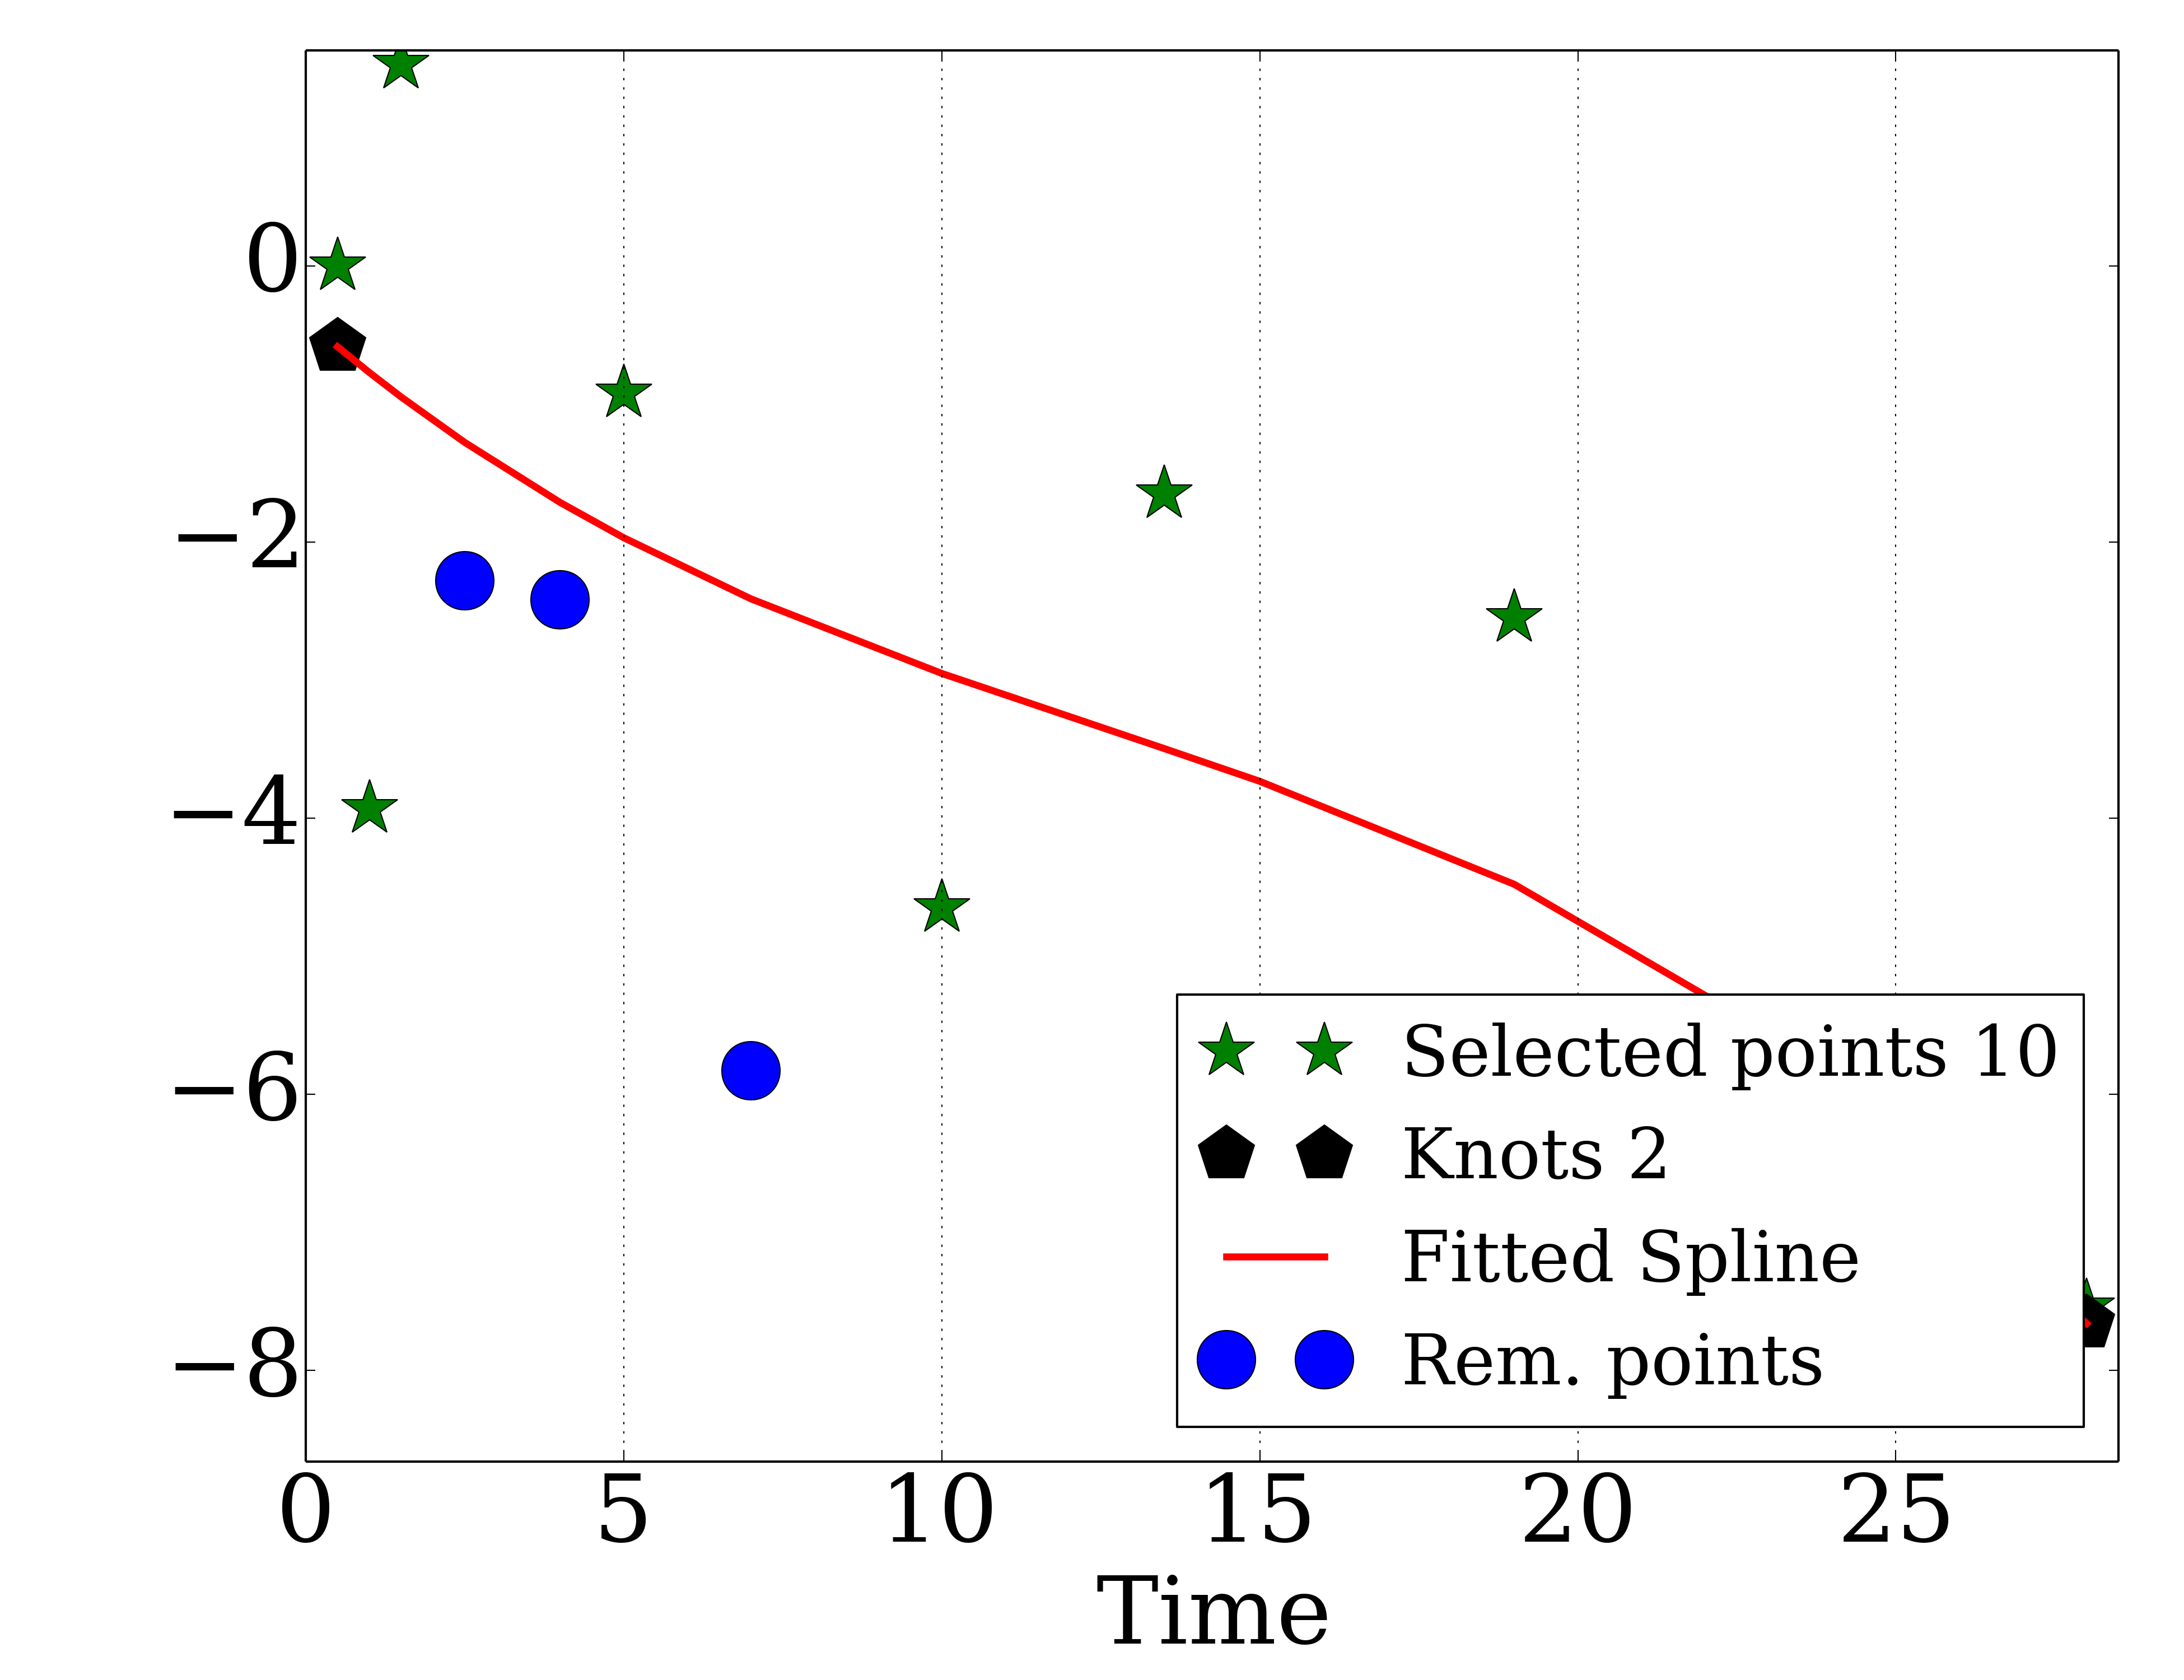 0
−2
−4
−6
−8
Selected points 10
Knots 2
Fitted Spline
Rem. points
0 5 10 15 20 25
Time